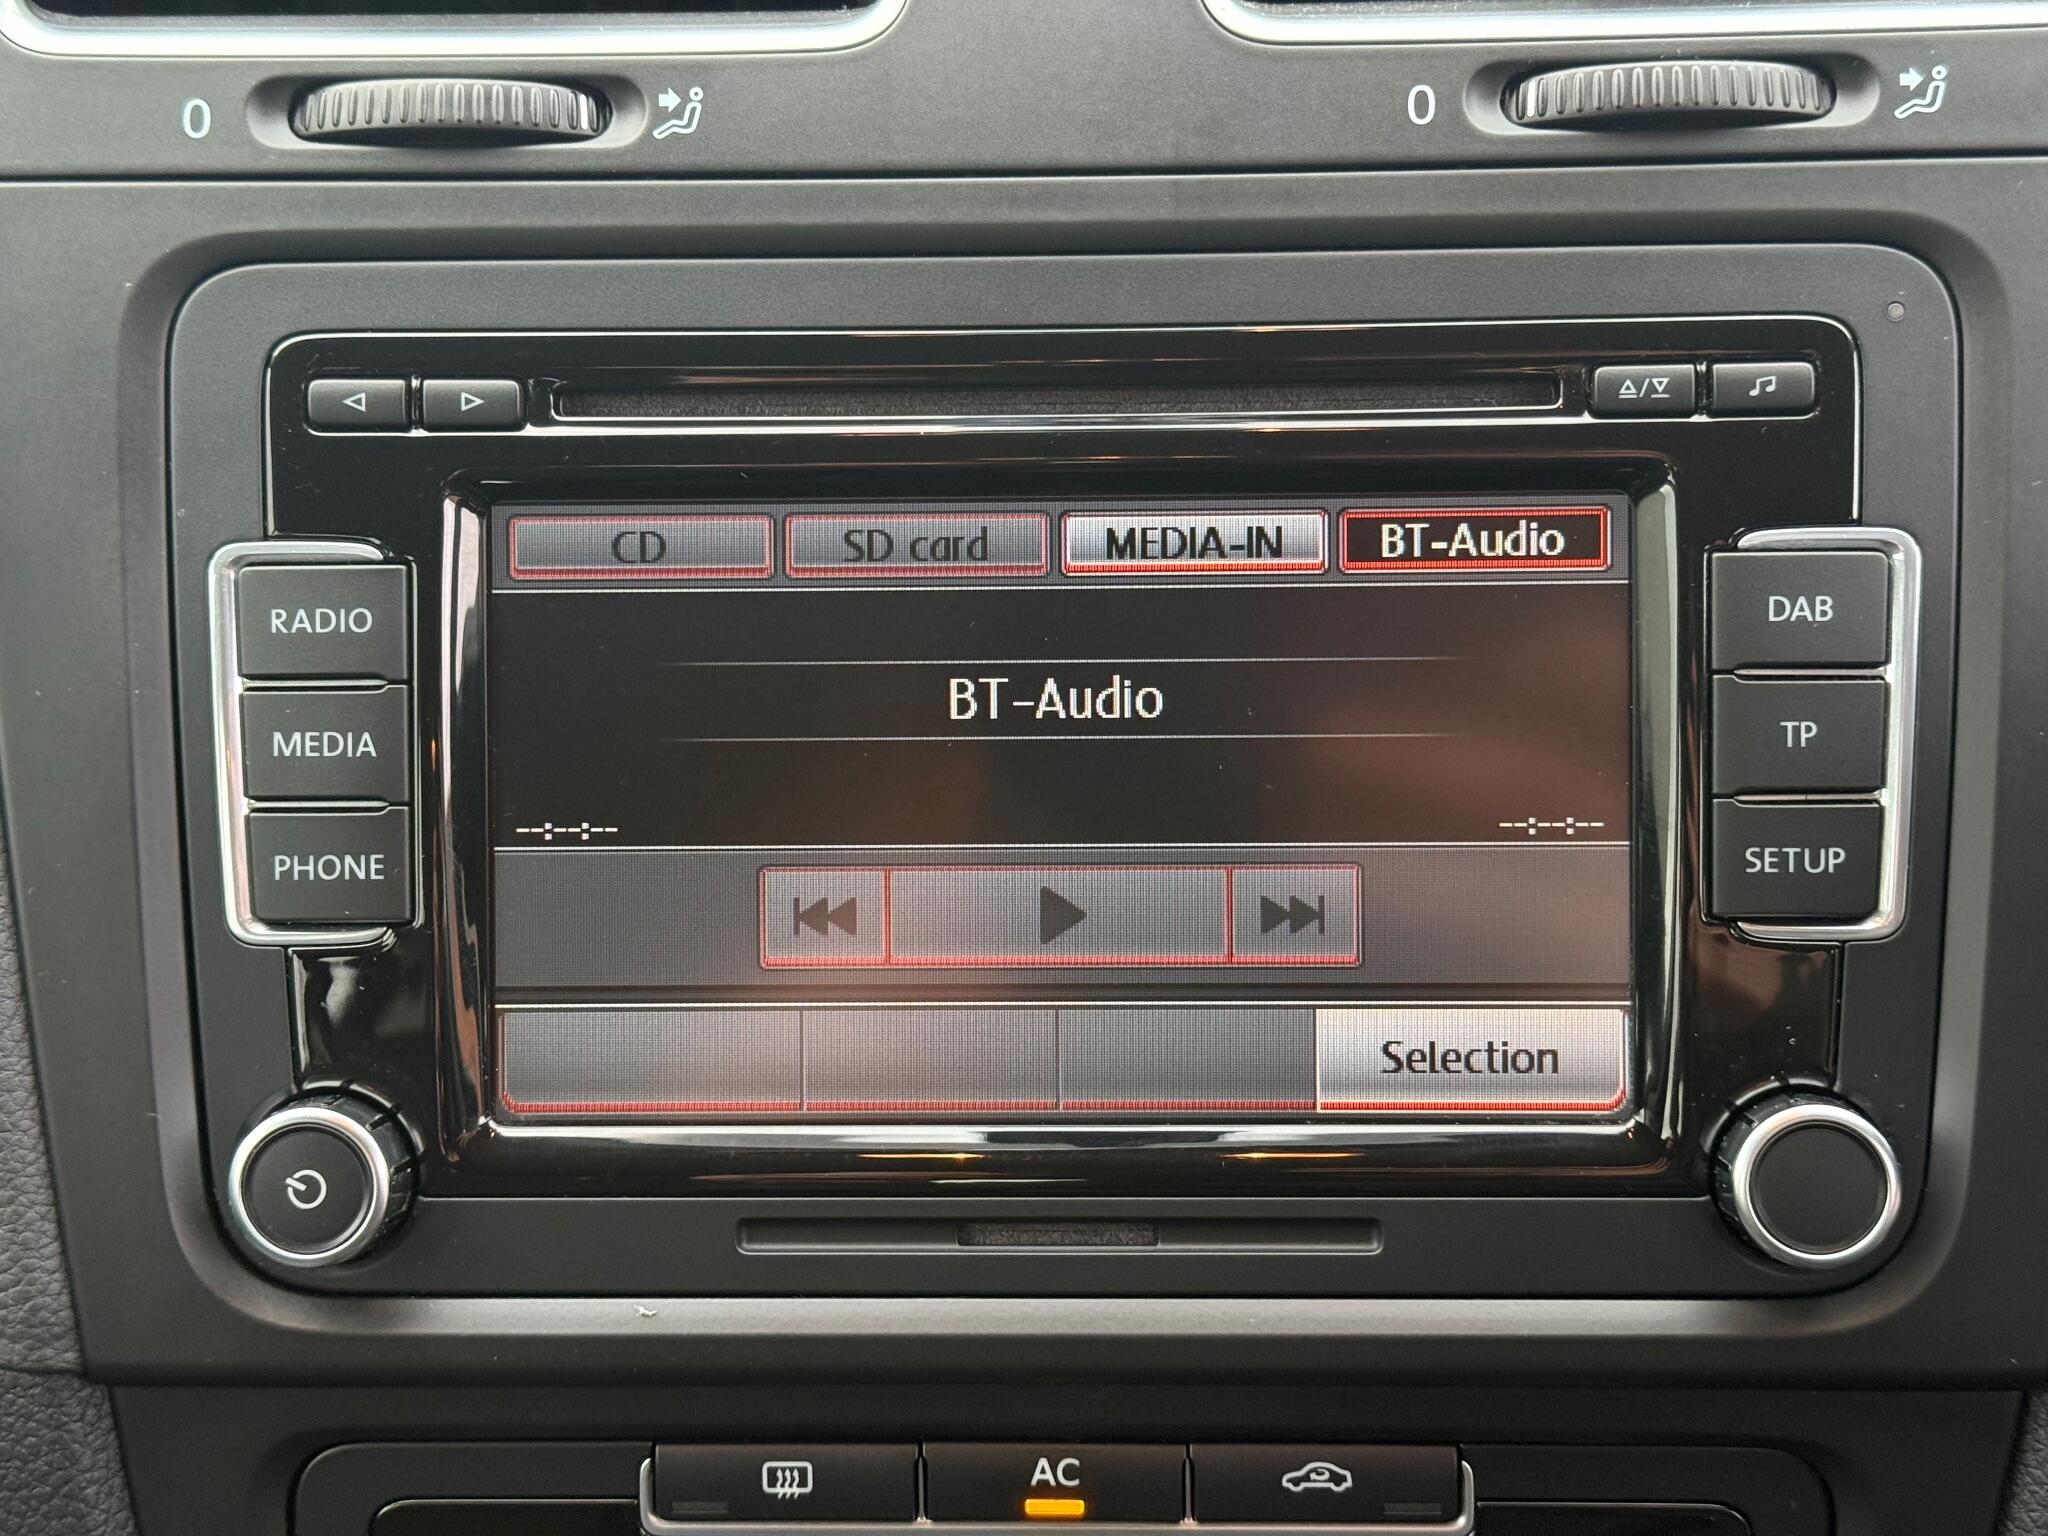 0
0
CD SD card MEDIA-IN BT-Audio
RADIO
DAB
BT-Audio
MEDIA
TP
--:--:-- --:--:--
PHONE
SETUP
Selection
AC